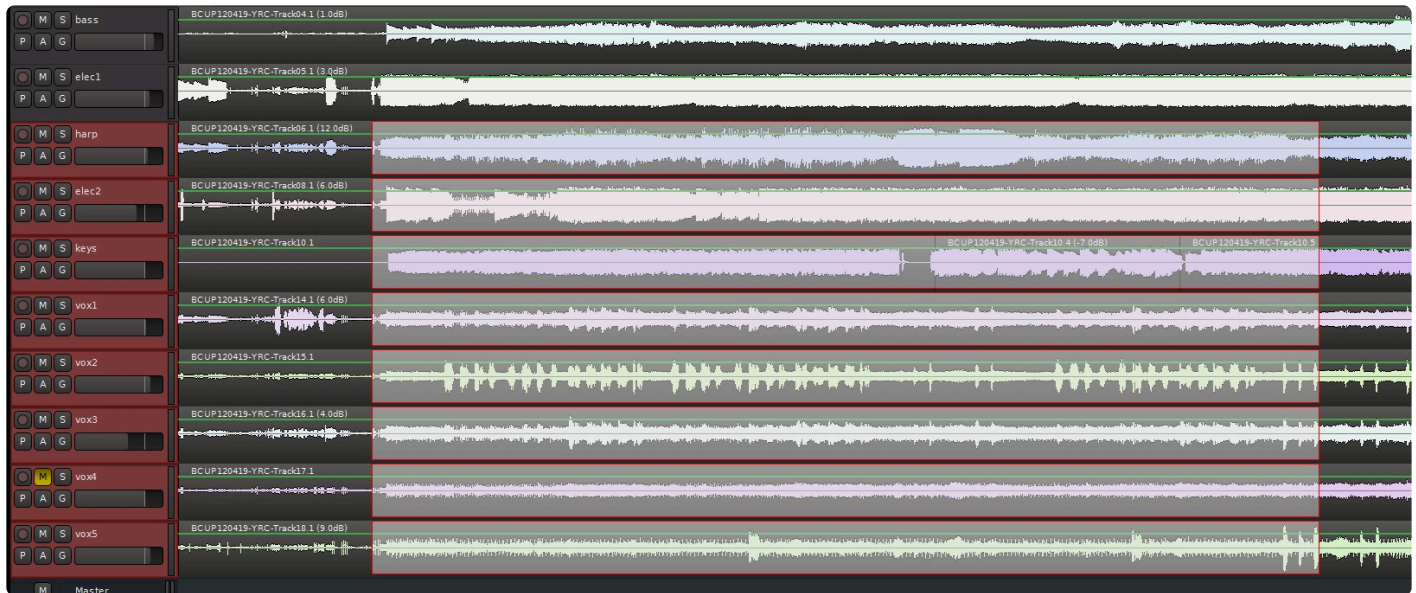 M S bass BCUP120419-YRC-Track04.1 (1.0dB)
P A G
M S elec1 BCUP120419-YRC-Track05.1 (3.0dB)
P A G
M S harp BCUP120419-YRC-Track06.1 (12.0dB)
P A G
M S elec2 BCUP120419-YRC-Track08.1 (6.0dB)
P A G
M S keys BCUP120419-YRC-Track10.1 BCUP120419-YRC-Track10.4 (-7.0dB) BCUP120419-YRC-Track10.5
P A G
M S vox1 BCUP120419-YRC-Track14.1 (6.0dB)
P A G
M S vox2 BCUP120419-YRC-Track15.1
P A G
M S vox3 BCUP120419-YRC-Track16.1 (4.0dB)
P A G
M S vox4 BCUP120419-YRC-Track17.1
P A G
M S vox5 BCUP120419-YRC-Track18.1 (9.0dB)
P A G
M Master